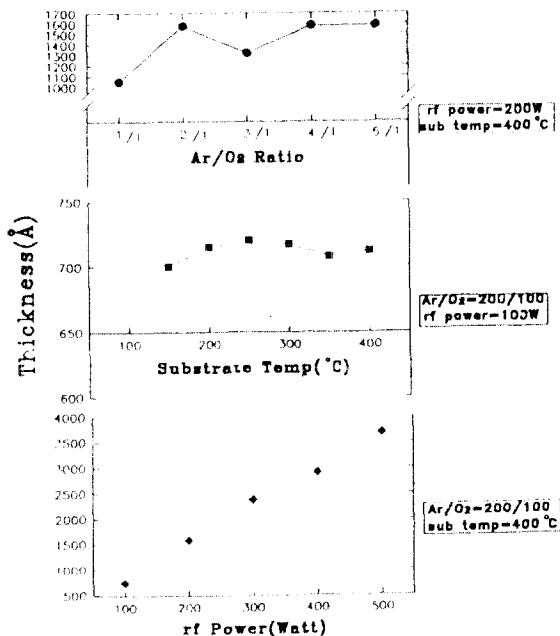 Thickness(Å)
1700
1600
1500
1400
1300
1200
1100
1000
1/1 2/1 3/1 4/1 5/1
Ar/O₂ Ratio
rf power=200W
sub temp=400°C
750
700
650
600
100 200 300 400
Substrate Temp(°C)
Ar/O₂=200/100
rf power=100W
4000
3500
3000
2500
2000
1500
1000
500
100 200 300 400 500
rf Power(Watt)
Ar/O₂=200/100
sub temp=400°C